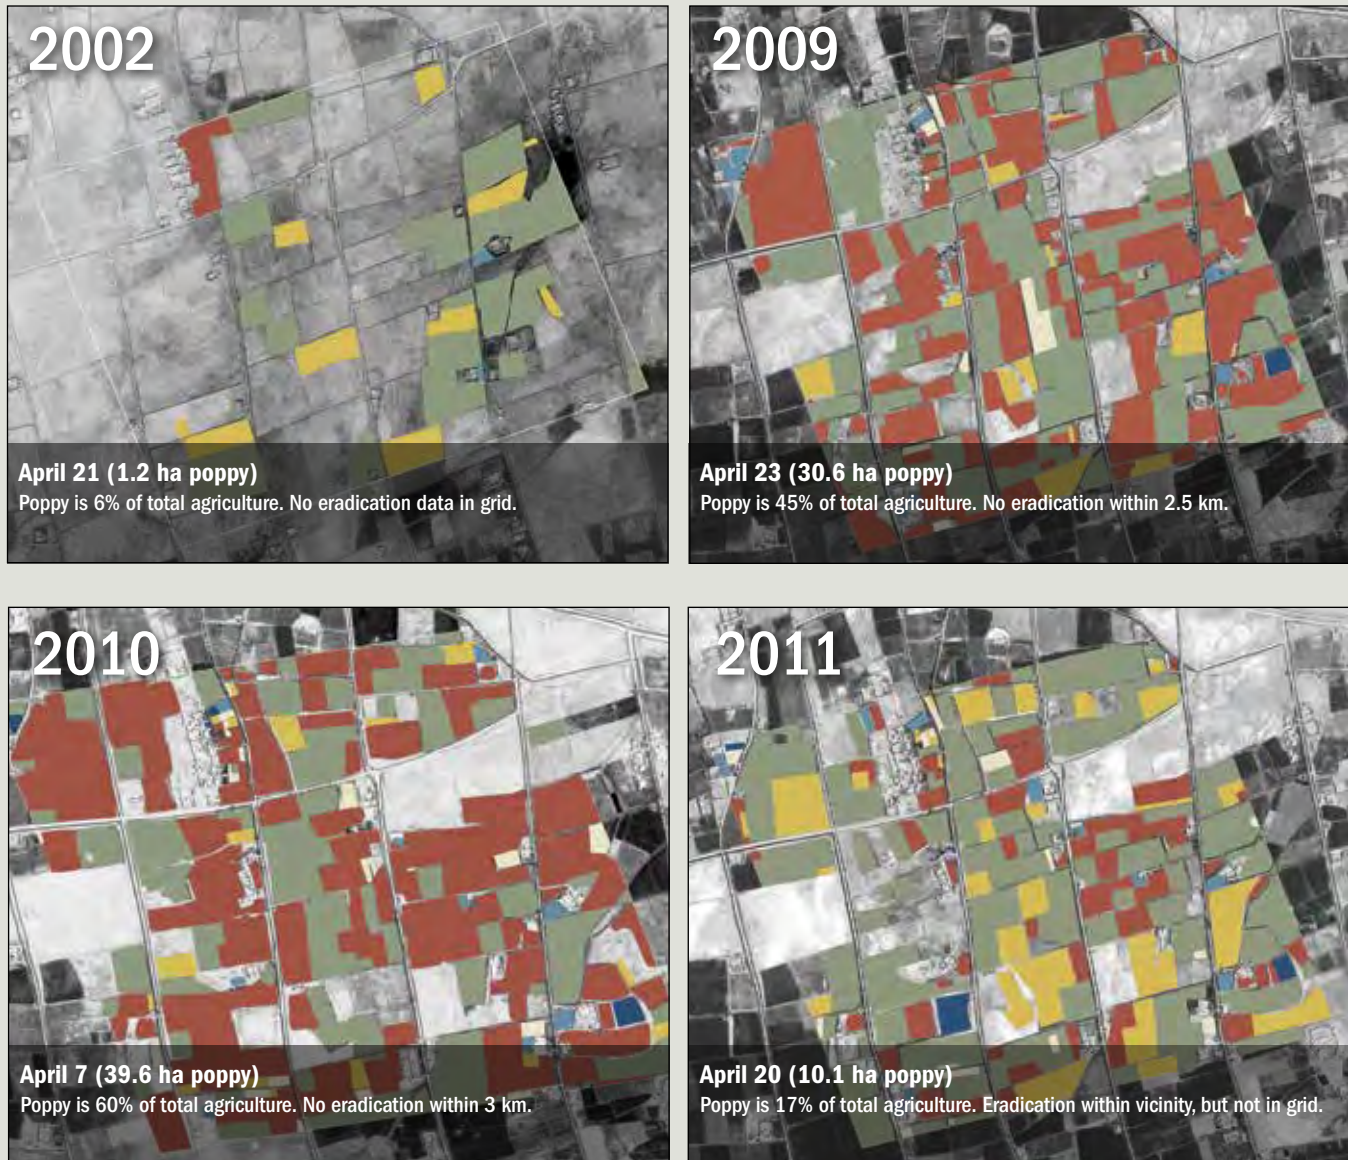 2002
April 21 (1.2 ha poppy)
Poppy is 6% of total agriculture. No eradication data in grid.
2009
April 23 (30.6 ha poppy)
Poppy is 45% of total agriculture. No eradication within 2.5 km.
2010
April 7 (39.6 ha poppy)
Poppy is 60% of total agriculture. No eradication within 3 km.
2011
April 20 (10.1 ha poppy)
Poppy is 17% of total agriculture. Eradication within vicinity, but not in grid.